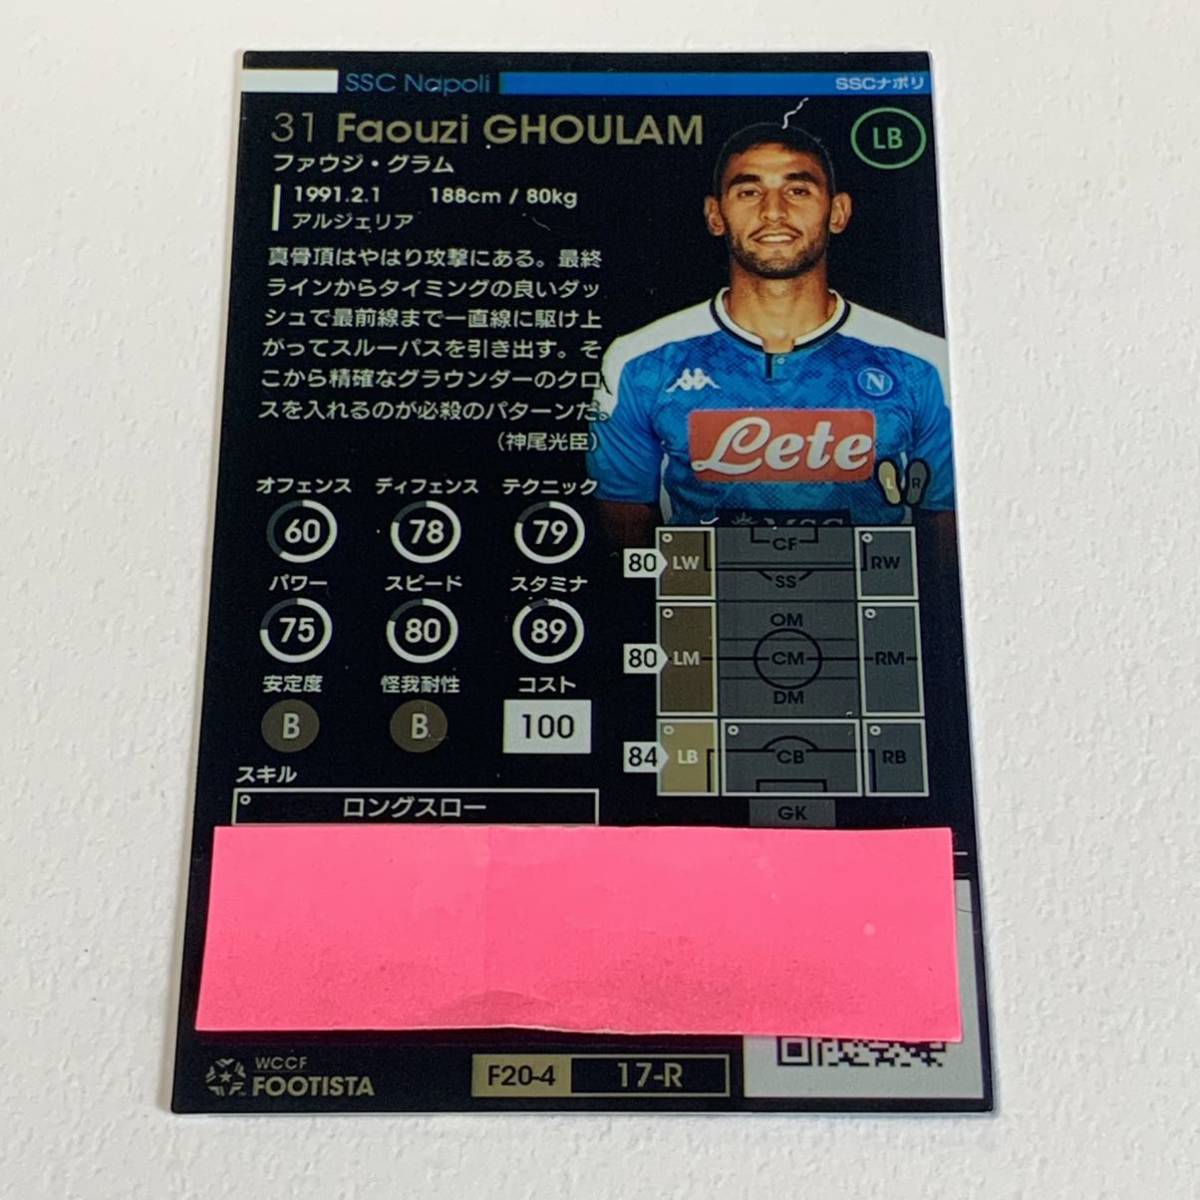 SSC Napoli
SSCナポリ
31 Faouzi GHOULAM
LB
ファウジ・グラム
1991.2.1 188cm / 80kg
アルジェリア
真骨頂はやはり攻撃にある。最終
ラインからタイミングの良いダッ
シュで最前線まで一直線に駆け上
がってスルーパスを引き出す。そ
こから精確なグラウンダーのクロ
スを入れるのが必殺のパターンだ。
（神尾光臣）
N
Lete
L R
オフェンス ディフェンス テクニック
60 78 79
パワー スピード スタミナ
75 80 89
安定度 怪我耐性 コスト
B B 100
スキル
ロングスロー
CF
80 LW RW
SS
OM
80 LM CM RM
DM
84 LB CB RB
GK
WCCF
FOOTISTA
F20-4 17-R